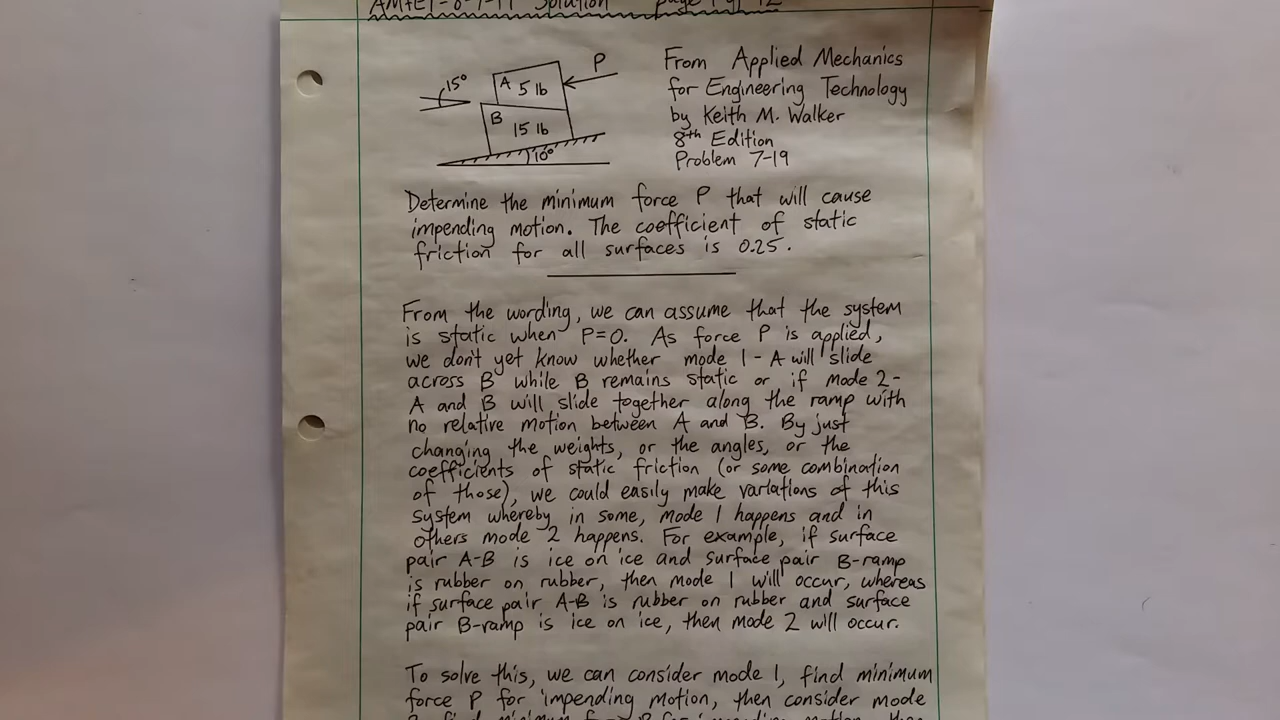 AMfET-8-7-19 Solution page 1 of 12
15°
A 5 lb
P
B
15 lb
10°
From Applied Mechanics
for Engineering Technology
by Keith M. Walker
8th Edition
Problem 7-19
Determine the minimum force P that will cause
impending motion. The coefficient of static
friction for all surfaces is 0.25.
From the wording, we can assume that the system
is static when P=0. As force P is applied,
we don't yet know whether mode 1 - A will slide
across B while B remains static or if mode 2-
A and B will slide together along the ramp with
no relative motion between A and B. By just
changing the weights, or the angles, or the
coefficients of static friction (or some combination
of those), we could easily make variations of this
system whereby in some, mode 1 happens and in
others mode 2 happens. For example, if surface
pair A-B is ice on ice and surface pair B-ramp
is rubber on rubber, then mode 1 will occur, whereas
if surface pair A-B is rubber on rubber and surface
pair B-ramp is ice on ice, then mode 2 will occur.
To solve this, we can consider mode 1, find minimum
force P for impending motion, then consider mode